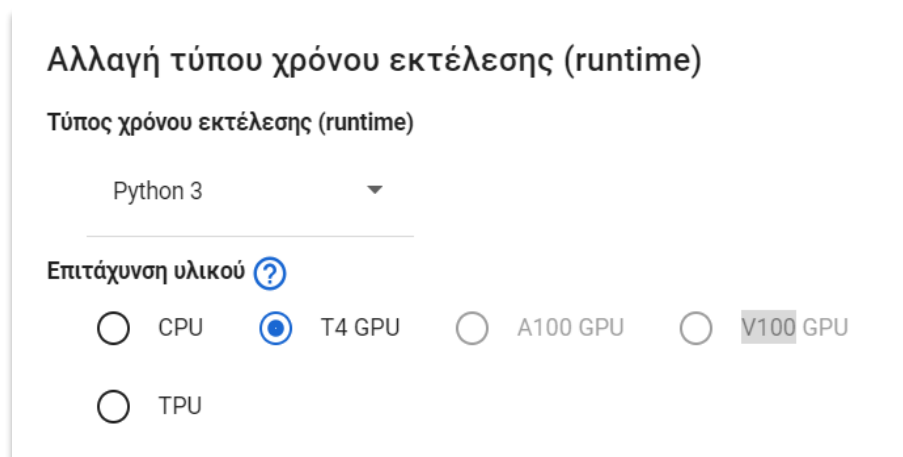 Αλλαγή τύπου χρόνου εκτέλεσης (runtime)
Τύπος χρόνου εκτέλεσης (runtime)
Python 3
Επιτάχυνση υλικού ?
CPU T4 GPU A100 GPU V100 GPU
TPU